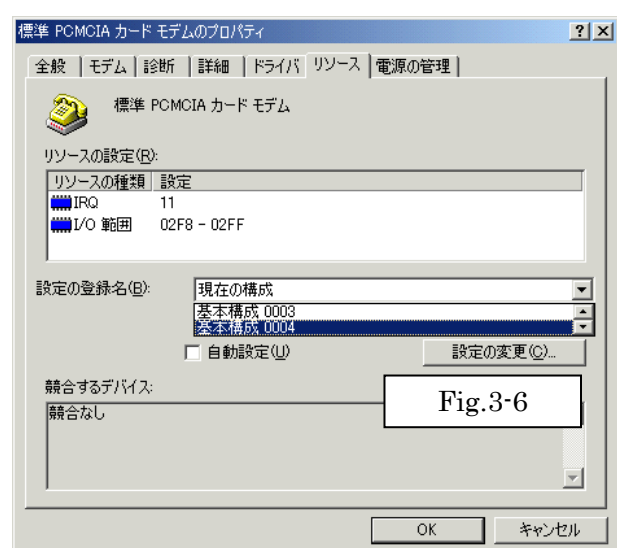 標準 PCMCIA カード モデムのプロパティ
全般 モデム 診断 詳細 ドライバ リソース 電源の管理
標準 PCMCIA カード モデム
リソースの設定(R):
リソースの種類 設定
IRQ 11
I/O 範囲 02F8 - 02FF
設定の登録名(B): 現在の構成
基本構成 0003
基本構成 0004
自動設定(U) 設定の変更(C)...
競合するデバイス:
競合なし
Fig.3-6
OK キャンセル